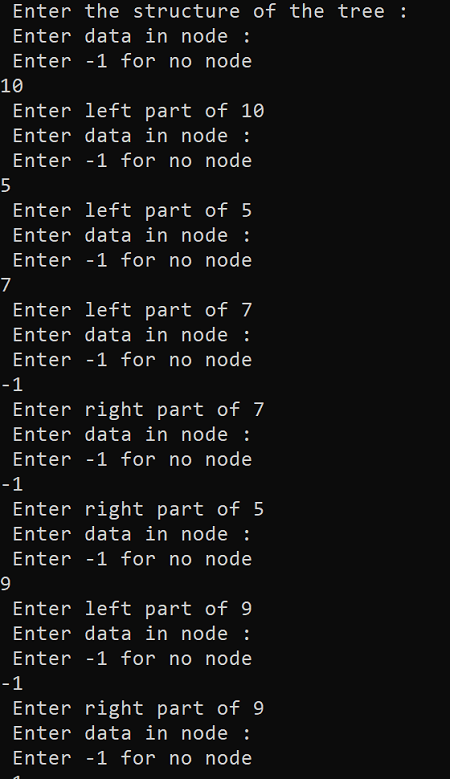 Enter the structure of the tree :
Enter data in node :
Enter -1 for no node
10
Enter left part of 10
Enter data in node :
Enter -1 for no node
5
Enter left part of 5
Enter data in node :
Enter -1 for no node
7
Enter left part of 7
Enter data in node :
Enter -1 for no node
-1
Enter right part of 7
Enter data in node :
Enter -1 for no node
-1
Enter right part of 5
Enter data in node :
Enter -1 for no node
9
Enter left part of 9
Enter data in node :
Enter -1 for no node
-1
Enter right part of 9
Enter data in node :
Enter -1 for no node